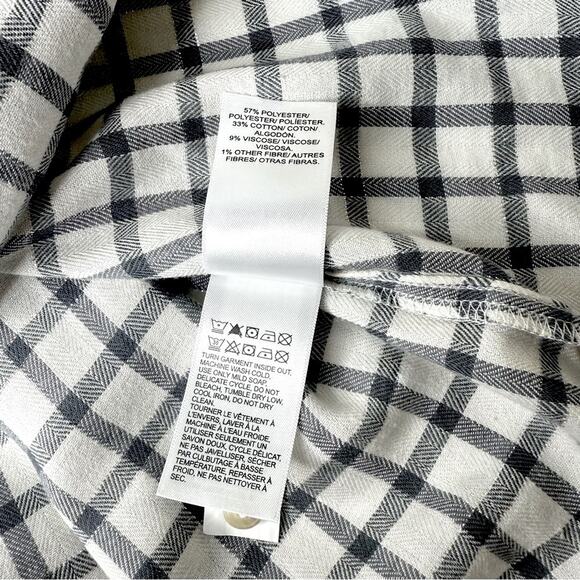 57% POLYESTER/
POLYESTER/ POLIÉSTER.
33% COTTON/ COTON/
ALGODÓN.
9% VISCOSE/ VISCOSE/
VISCOSA.
1% OTHER FIBRE/AUTRES
FIBRES/ OTRAS FIBRAS.
TURN GARMENT INSIDE OUT,
MACHINE WASH COLD,
USE ONLY MILD SOAP,
DELICATE CYCLE, DO NOT
BLEACH, TUMBLE DRY LOW,
COOL IRON, DO NOT DRY
CLEAN.
TOURNER LE VÊTEMENT À
L'ENVERS, LAVER À LA
MACHINE À L'EAU FROIDE,
UTILISER SEULEMENT UN
SAVON DOUX, CYCLE DÉLICAT,
NE PAS JAVELLISER, SÉCHER
PAR CULBUTAGE À BASSE
TEMPÉRATURE, REPASSER À
FROID, NE PAS NETTOYER À
SEC.